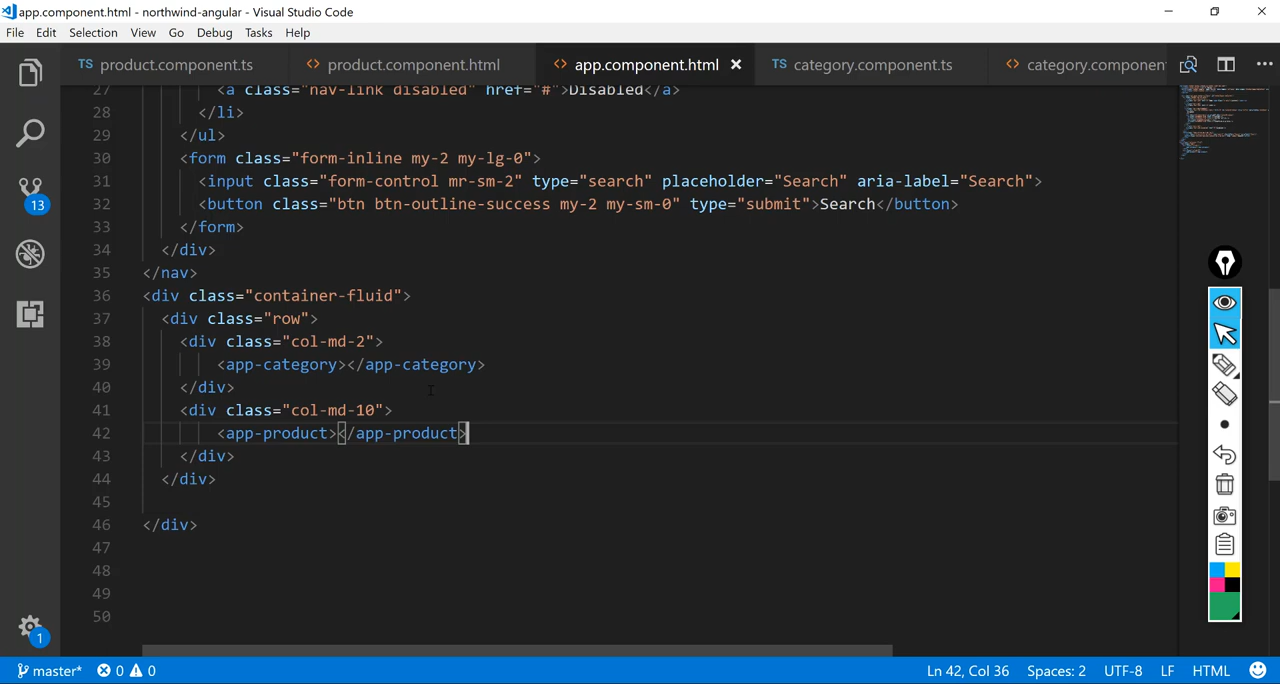 app.component.html - northwind-angular - Visual Studio Code
File Edit Selection View Go Debug Tasks Help
TS product.component.ts <> product.component.html <> app.component.html × TS category.component.ts <> category.componen
27 <a class="nav-link disabled" href="#">Disabled</a>
28 </li>
29 </ul>
30 <form class="form-inline my-2 my-lg-0">
31 <input class="form-control mr-sm-2" type="search" placeholder="Search" aria-label="Search">
32 <button class="btn btn-outline-success my-2 my-sm-0" type="submit">Search</button>
33 </form>
34 </div>
35 </nav>
36 <div class="container-fluid">
37 <div class="row">
38 <div class="col-md-2">
39 <app-category></app-category>
40 </div>
41 <div class="col-md-10">
42 <app-product></app-product>
43 </div>
44 </div>
45
46 </div>
47
48
49
50
13
1
master* 0 0 Ln 42, Col 36 Spaces: 2 UTF-8 LF HTML